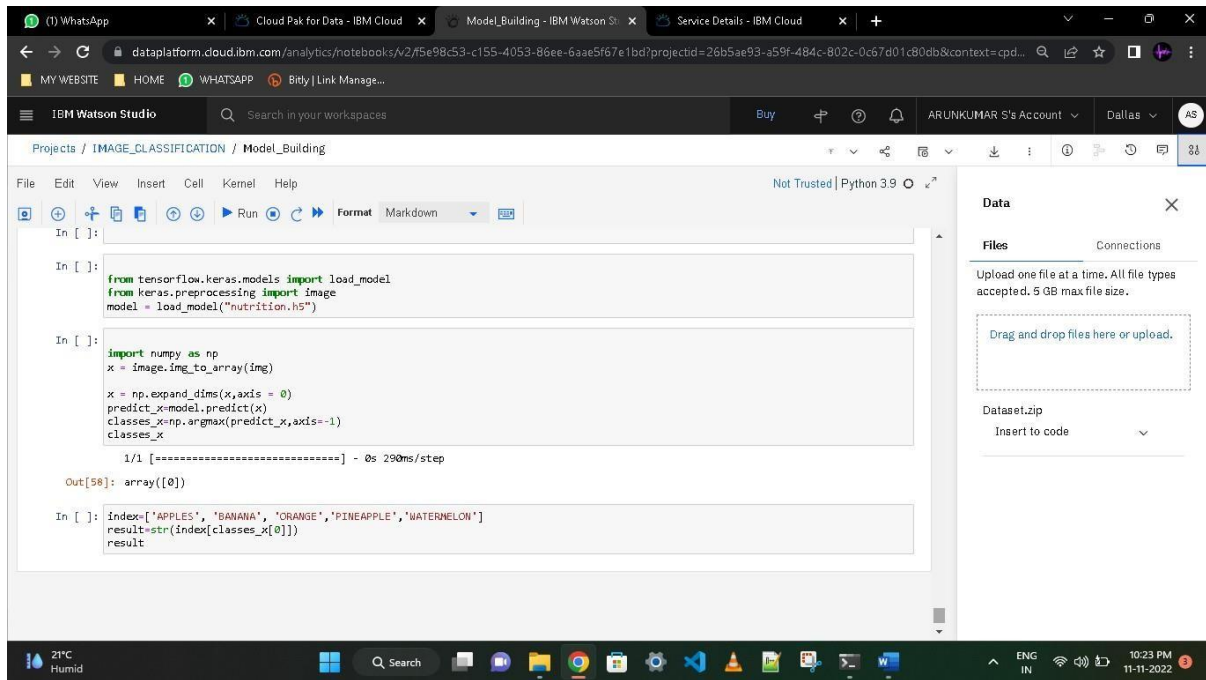 (1) WhatsApp
Cloud Pak for Data - IBM Cloud
Model_Building - IBM Watson St
Service Details - IBM Cloud
dataplatform.cloud.ibm.com/analytics/notebooks/v2/f5e98c53-c155-4053-86ee-6aae5f67e1bd?projectid=26b5ae93-a59f-484c-802c-0c67d01c80db&context=cpd...
MY WEBSITE HOME WHATSAPP Bitly | Link Manage...
IBM Watson Studio
Search in your workspaces
Buy
ARUNKUMAR S's Account
Dallas
AS
Projects / IMAGE_CLASSIFICATION / Model_Building
File Edit View Insert Cell Kernel Help
Not Trusted | Python 3.9
Run
Format Markdown
In [ ]:
In [ ]:
from tensorflow.keras.models import load_model
from keras.preprocessing import image
model = load_model("nutrition.h5")
In [ ]:
import numpy as np
x = image.img_to_array(img)
x = np.expand_dims(x,axis = 0)
predict_x=model.predict(x)
classes_x=np.argmax(predict_x,axis=-1)
classes_x
1/1 [==============================] - 0s 290ms/step
Out[58]: array([0])
In [ ]: index=['APPLES', 'BANANA', 'ORANGE','PINEAPPLE','WATERMELON']
result=str(index[classes_x[0]])
result
Data
Files Connections
Upload one file at a time. All file types
accepted. 5 GB max file size.
Drag and drop files here or upload.
Dataset.zip
Insert to code
21°C
Humid
Search
ENG
IN
10:23 PM
11-11-2022
3